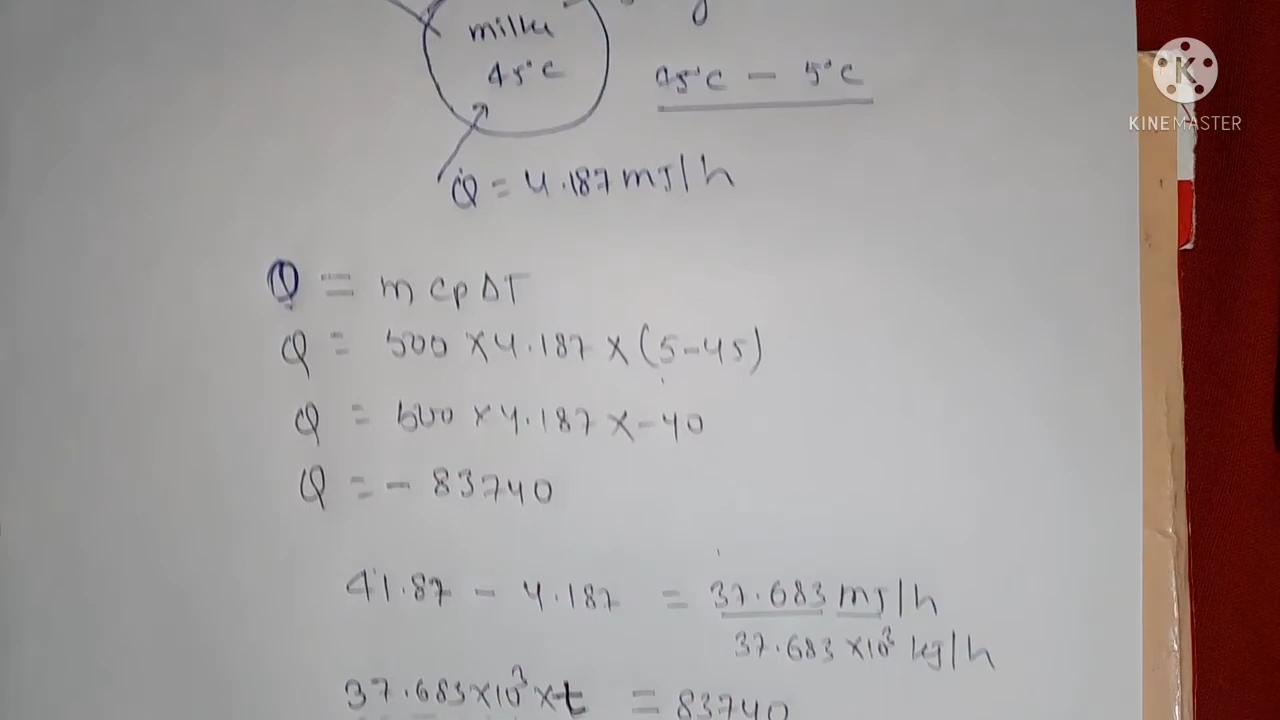 milk
45°C
45°C - 5°C
K
KINEMASTER
Q̇ = 4.187 mJ/h
Q = m Cp ΔT
Q = 500 × 4.187 × (5-45)
Q = 500 × 4.187 × -40
Q = - 83740
41.87 - 4.187 = 37.683 mJ/h
37.683 ×10³ kJ/h
37.683×10³ × t = 83740